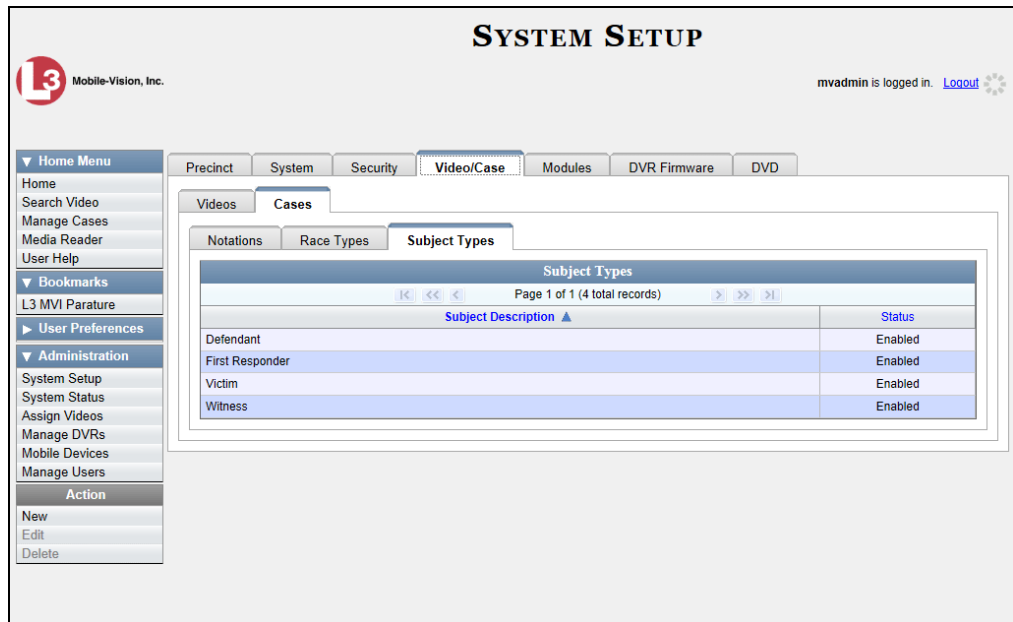 SYSTEM SETUP
L3 Mobile-Vision, Inc.
mvadmin is logged in. Logout
▼ Home Menu
Home
Search Video
Manage Cases
Media Reader
User Help
▼ Bookmarks
L3 MVI Parature
▶ User Preferences
▼ Administration
System Setup
System Status
Assign Videos
Manage DVRs
Mobile Devices
Manage Users
Action
New
Edit
Delete
Precinct System Security Video/Case Modules DVR Firmware DVD
Videos Cases
Notations Race Types Subject Types
Subject Types
|< << < Page 1 of 1 (4 total records) > >> >|
Subject Description ▲ Status
Defendant Enabled
First Responder Enabled
Victim Enabled
Witness Enabled